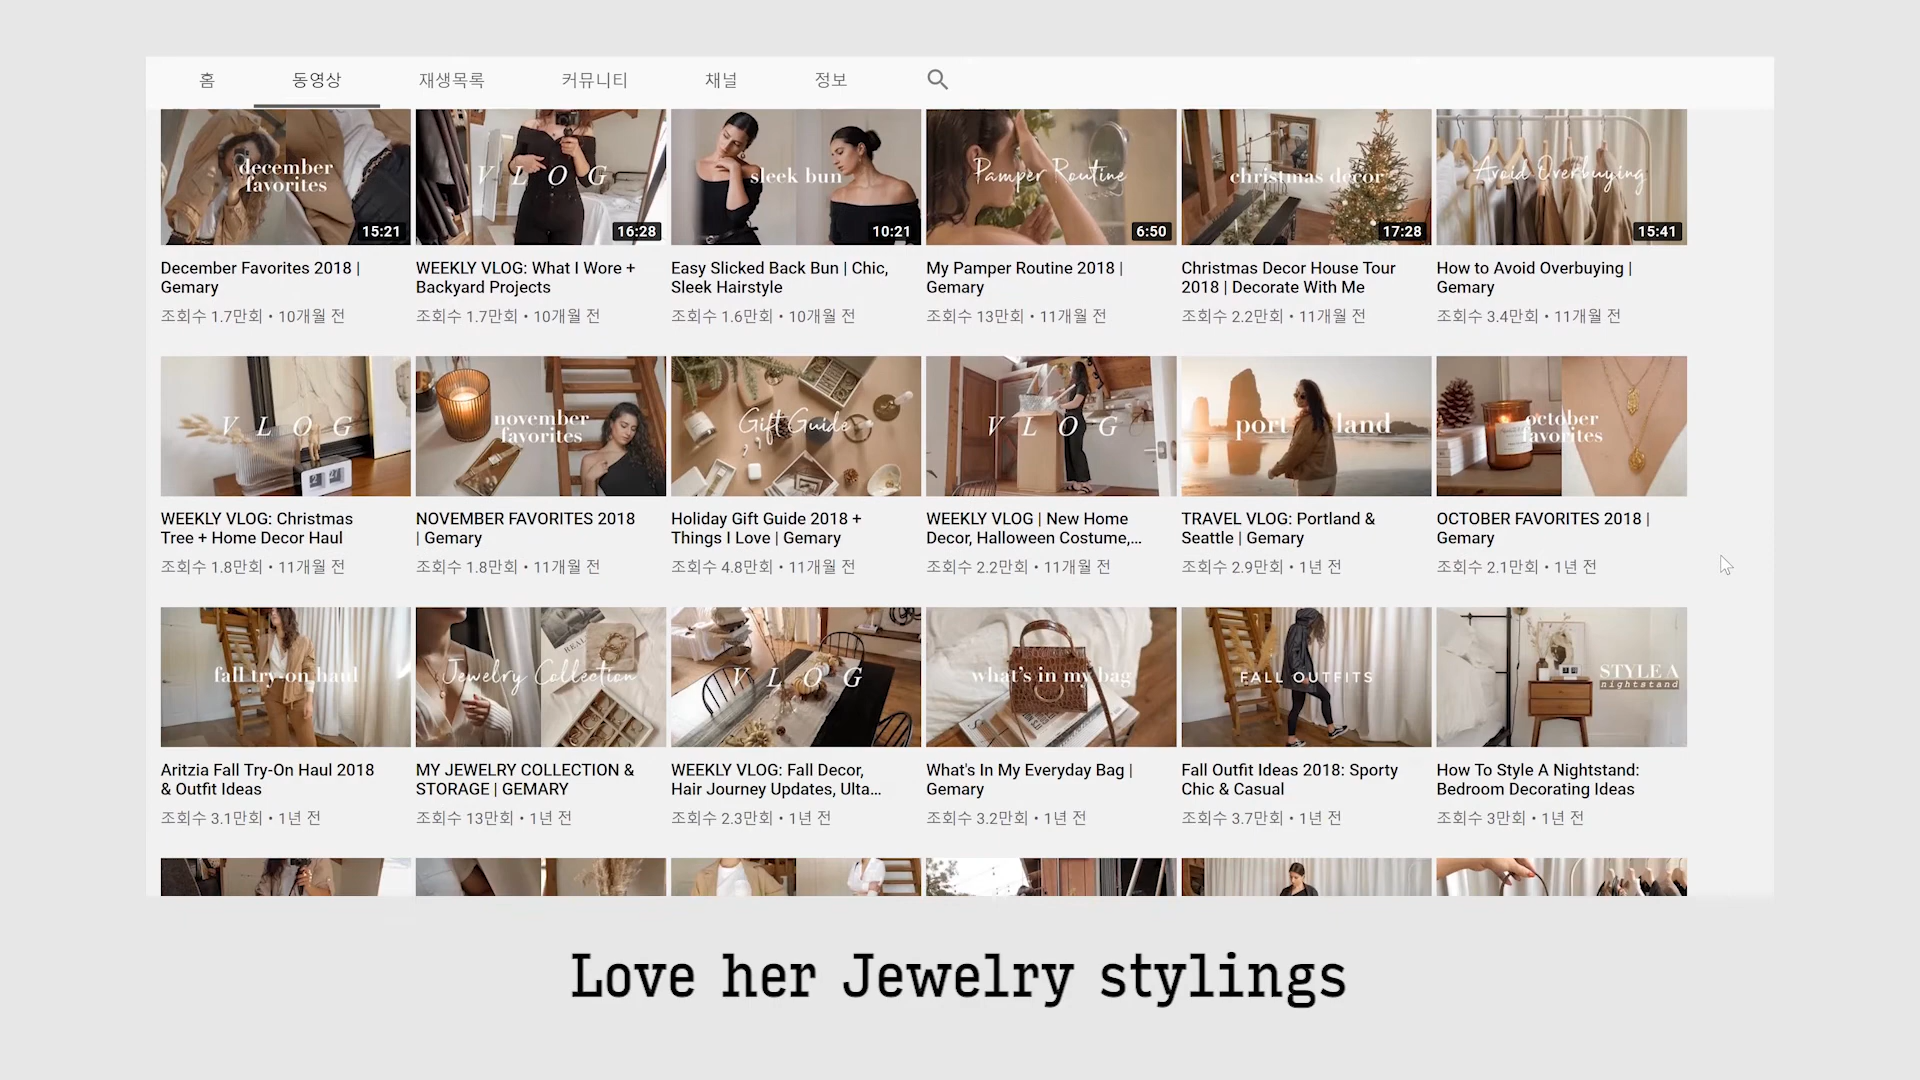 홈 동영상 재생목록 커뮤니티 채널 정보
december
favorites
15:21
V L O G
16:28
sleek bun
10:21
Pamper Routine
6:50
christmas decor
17:28
Avoid Overbuying
15:41
December Favorites 2018 |
Gemary
조회수 1.7만회 • 10개월 전
WEEKLY VLOG: What I Wore +
Backyard Projects
조회수 1.7만회 • 10개월 전
Easy Slicked Back Bun | Chic,
Sleek Hairstyle
조회수 1.6만회 • 10개월 전
My Pamper Routine 2018 |
Gemary
조회수 13만회 • 11개월 전
Christmas Decor House Tour
2018 | Decorate With Me
조회수 2.2만회 • 11개월 전
How to Avoid Overbuying |
Gemary
조회수 3.4만회 • 11개월 전
V L O G
november
favorites
Gift Guide
V L O G
port land
october
favorites
WEEKLY VLOG: Christmas
Tree + Home Decor Haul
조회수 1.8만회 • 11개월 전
NOVEMBER FAVORITES 2018
| Gemary
조회수 1.8만회 • 11개월 전
Holiday Gift Guide 2018 +
Things I Love | Gemary
조회수 4.8만회 • 11개월 전
WEEKLY VLOG | New Home
Decor, Halloween Costume,...
조회수 2.2만회 • 11개월 전
TRAVEL VLOG: Portland &
Seattle | Gemary
조회수 2.9만회 • 1년 전
OCTOBER FAVORITES 2018 |
Gemary
조회수 2.1만회 • 1년 전
fall try-on haul
Jewelry Collection
V L O G
what's in my bag
FALL OUTFITS
STYLE A
nightstand
Aritzia Fall Try-On Haul 2018
& Outfit Ideas
조회수 3.1만회 • 1년 전
MY JEWELRY COLLECTION &
STORAGE | GEMARY
조회수 13만회 • 1년 전
WEEKLY VLOG: Fall Decor,
Hair Journey Updates, Ulta...
조회수 2.3만회 • 1년 전
What's In My Everyday Bag |
Gemary
조회수 3.2만회 • 1년 전
Fall Outfit Ideas 2018: Sporty
Chic & Casual
조회수 3.7만회 • 1년 전
How To Style A Nightstand:
Bedroom Decorating Ideas
조회수 3만회 • 1년 전
Love her Jewelry stylings